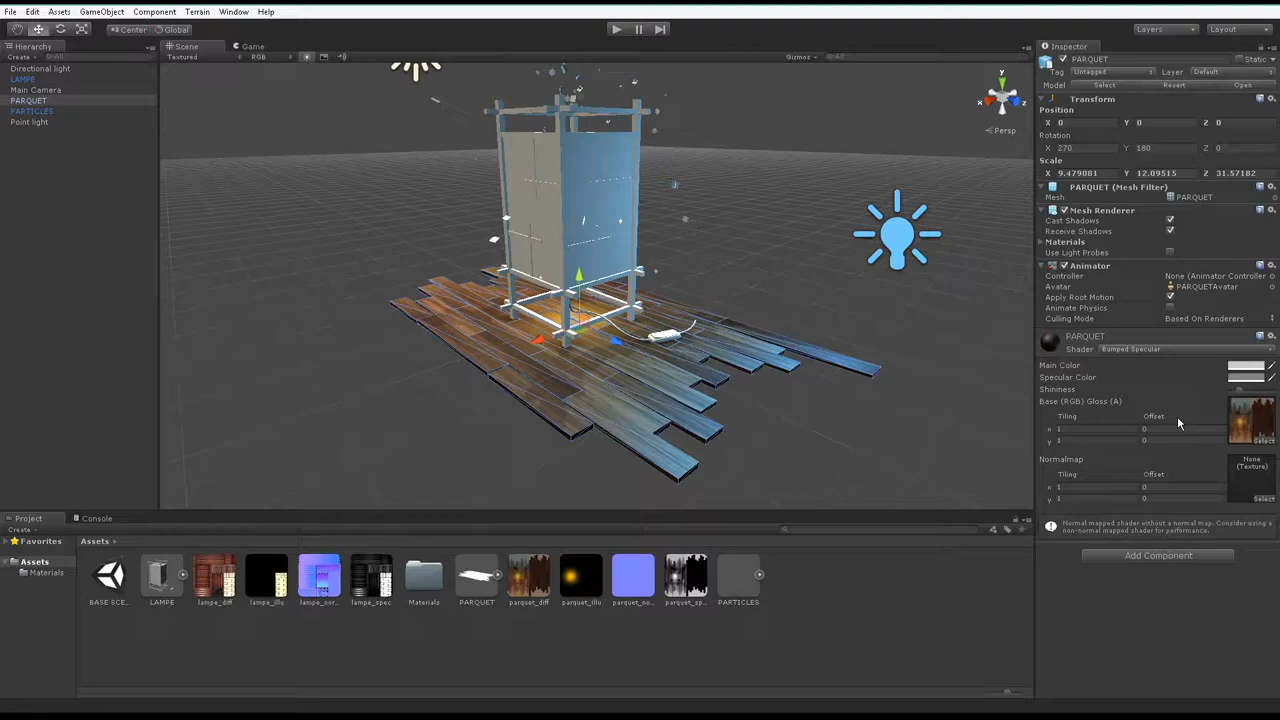 File Edit Assets GameObject Component Terrain Window Help
Center Global Layers Layout
Hierarchy
Create
Directional light
LAMPE
Main Camera
PARQUET
PARTICLES
Point light
Scene Game
Textured RGB Gizmos
Y
X Z
Persp
Inspector
PARQUET Static
Tag Untagged Layer Default
Model Select Revert Open
Transform
Position
X 0 Y 0 Z 0
Rotation
X 270 Y 180 Z 0
Scale
X 9.479081 Y 12.09515 Z 31.57182
PARQUET (Mesh Filter)
Mesh PARQUET
Mesh Renderer
Cast Shadows
Receive Shadows
Materials
Use Light Probes
Animator
Controller None (Animator Controller
Avatar PARQUETAvatar
Apply Root Motion
Animate Physics
Culling Mode Based On Renderers
PARQUET
Shader Bumped Specular
Main Color
Specular Color
Shininess
Base (RGB) Gloss (A)
Tiling Offset
x 1 0
y 1 0
Select
Normalmap
None
(Texture)
Tiling Offset
x 1 0
y 1 0
Select
Normal mapped shader without a normal map. Consider using a
non-normal mapped shader for performance.
Add Component
Project Console
Create
Favorites
Assets
Materials
Assets
BASE SCE... LAMPE lampe_diff lampe_illu lampe_nor... lampe_spec Materials PARQUET parquet_diff parquet_illu parquet_no... parquet_sp... PARTICLES